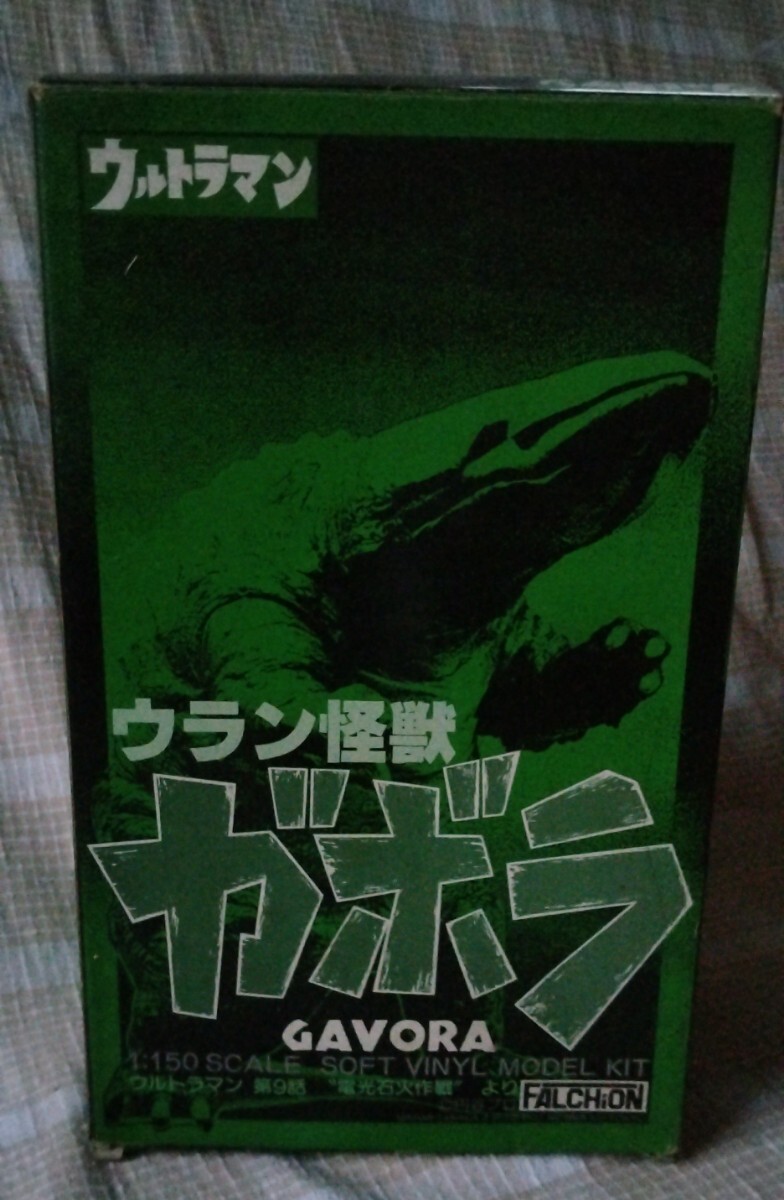 ウルトラマン
ウラン怪獣
ガボラ
GAVORA
1:150 SCALE SOFT VINYL MODEL KIT
ウルトラマン 第9話 "電光石火作戦" より
FALCHION